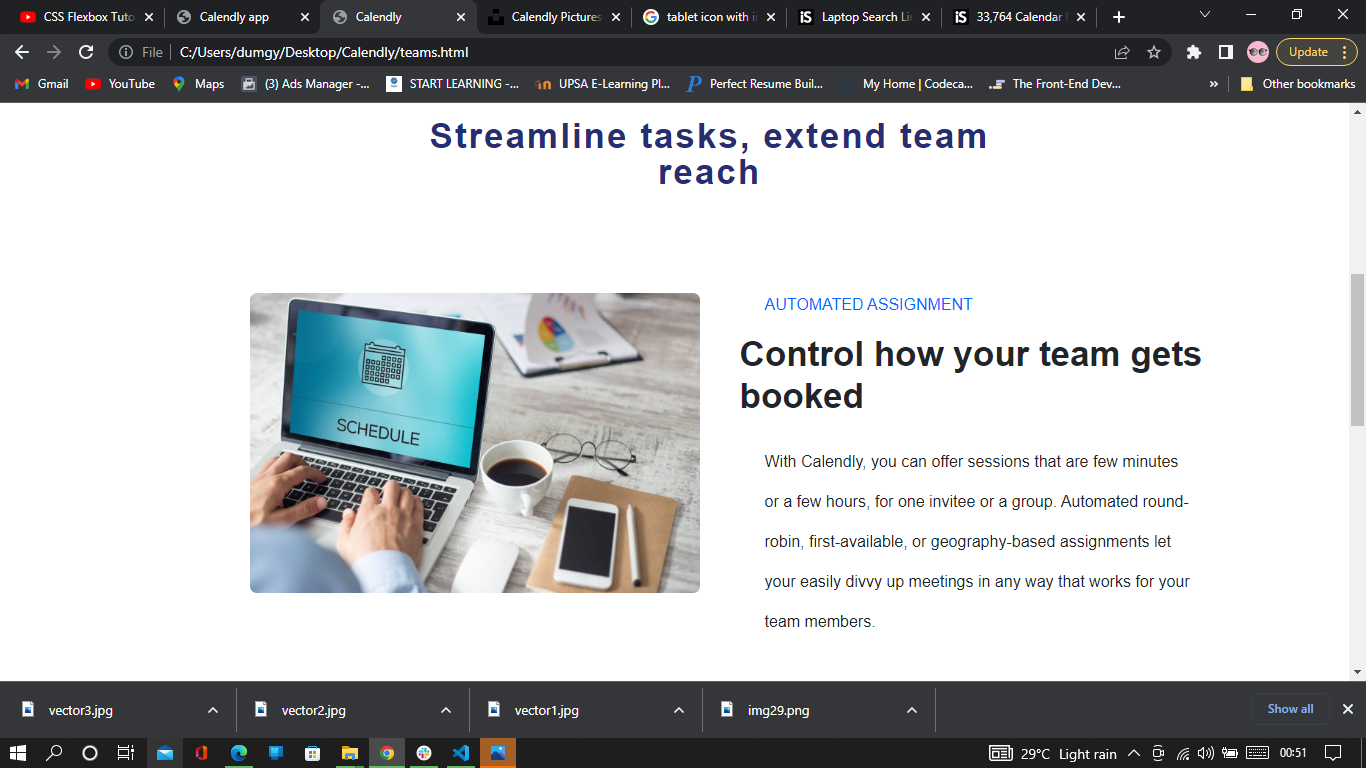 CSS Flexbox Tuto
Calendly app
Calendly
Calendly Pictures
tablet icon with i
Laptop Search Li
33,764 Calendar
File
C:/Users/dumgy/Desktop/Calendly/teams.html
Update
Gmail
YouTube
Maps
(3) Ads Manager -...
START LEARNING -...
UPSA E-Learning Pl...
Perfect Resume Buil...
My Home | Codeca...
The Front-End Dev...
»
Other bookmarks
Streamline tasks, extend team
reach
SCHEDULE
AUTOMATED ASSIGNMENT
Control how your team gets
booked
With Calendly, you can offer sessions that are few minutes
or a few hours, for one invitee or a group. Automated round-
robin, first-available, or geography-based assignments let
your easily divvy up meetings in any way that works for your
team members.
vector3.jpg
vector2.jpg
vector1.jpg
img29.png
Show all
29°C Light rain
00:51